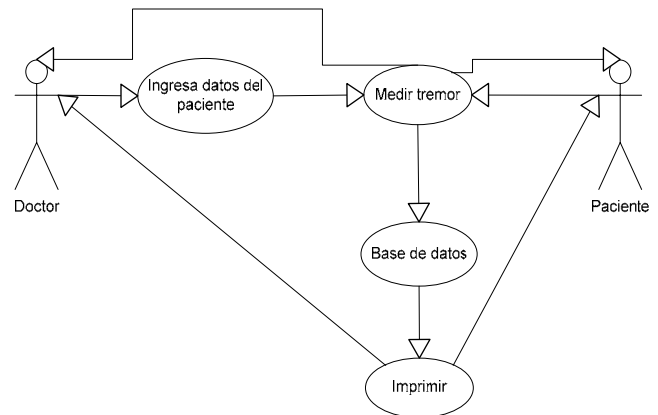 Ingresa datos del
paciente
Medir tremor
Doctor
Paciente
Base de datos
Imprimir